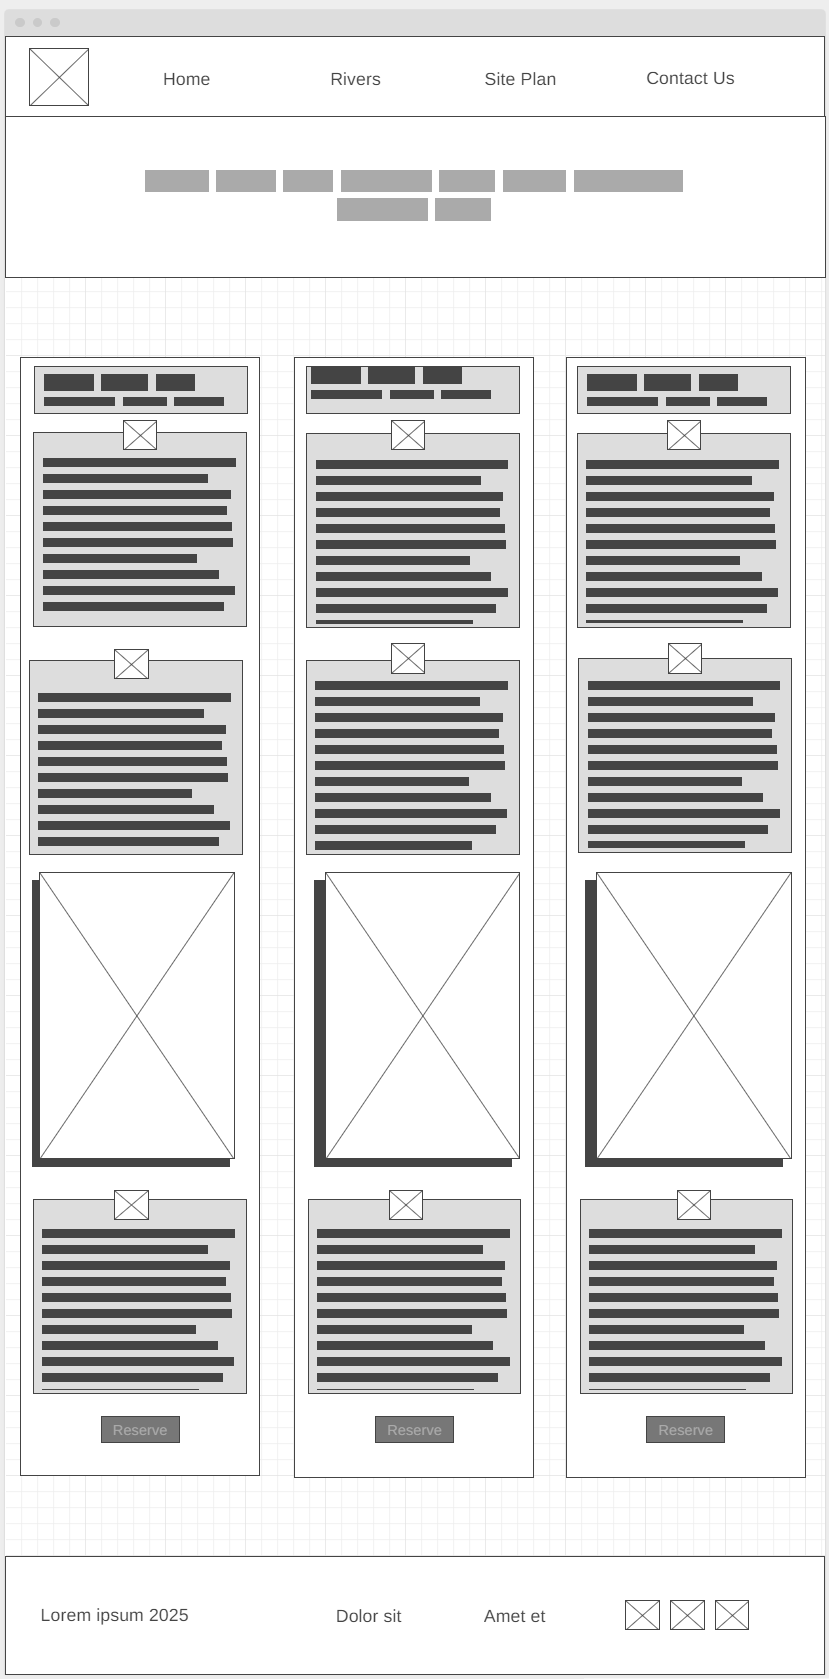 Home Rivers Site Plan Contact Us
Reserve Reserve Reserve
Lorem ipsum 2025 Dolor sit Amet et